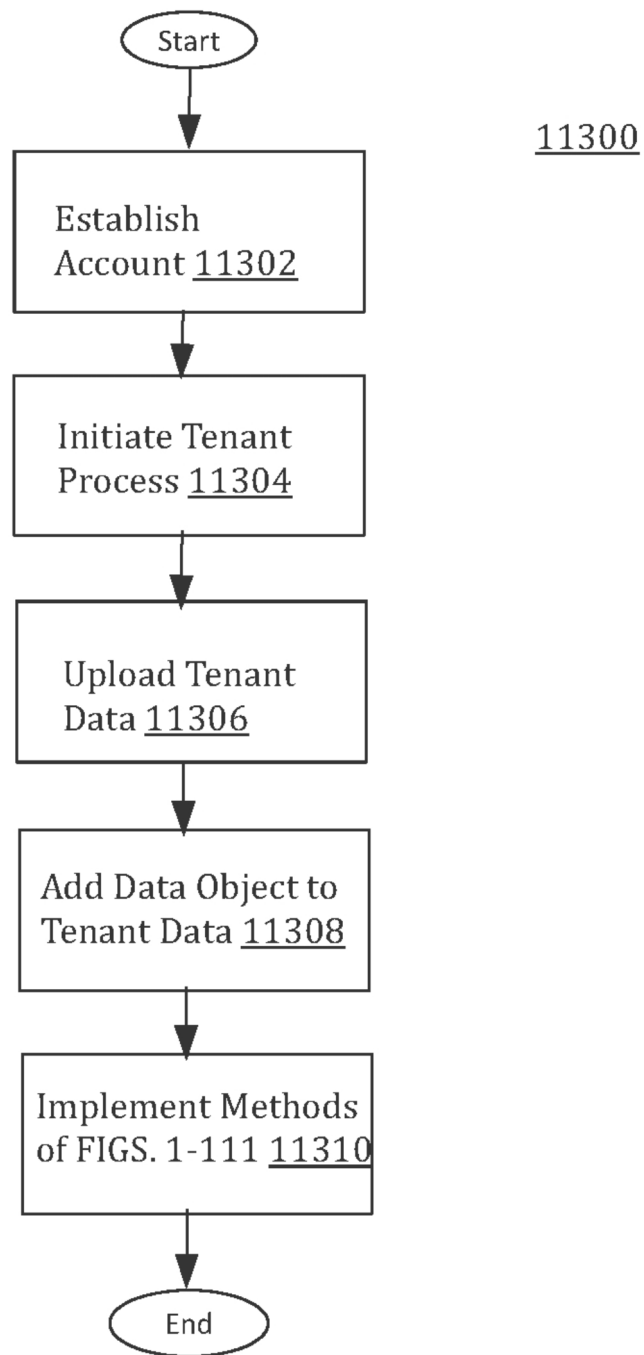 Start
11300
Establish
Account 11302
Initiate Tenant
Process 11304
Upload Tenant
Data 11306
Add Data Object to
Tenant Data 11308
Implement Methods
of FIGS. 1-111 11310
End